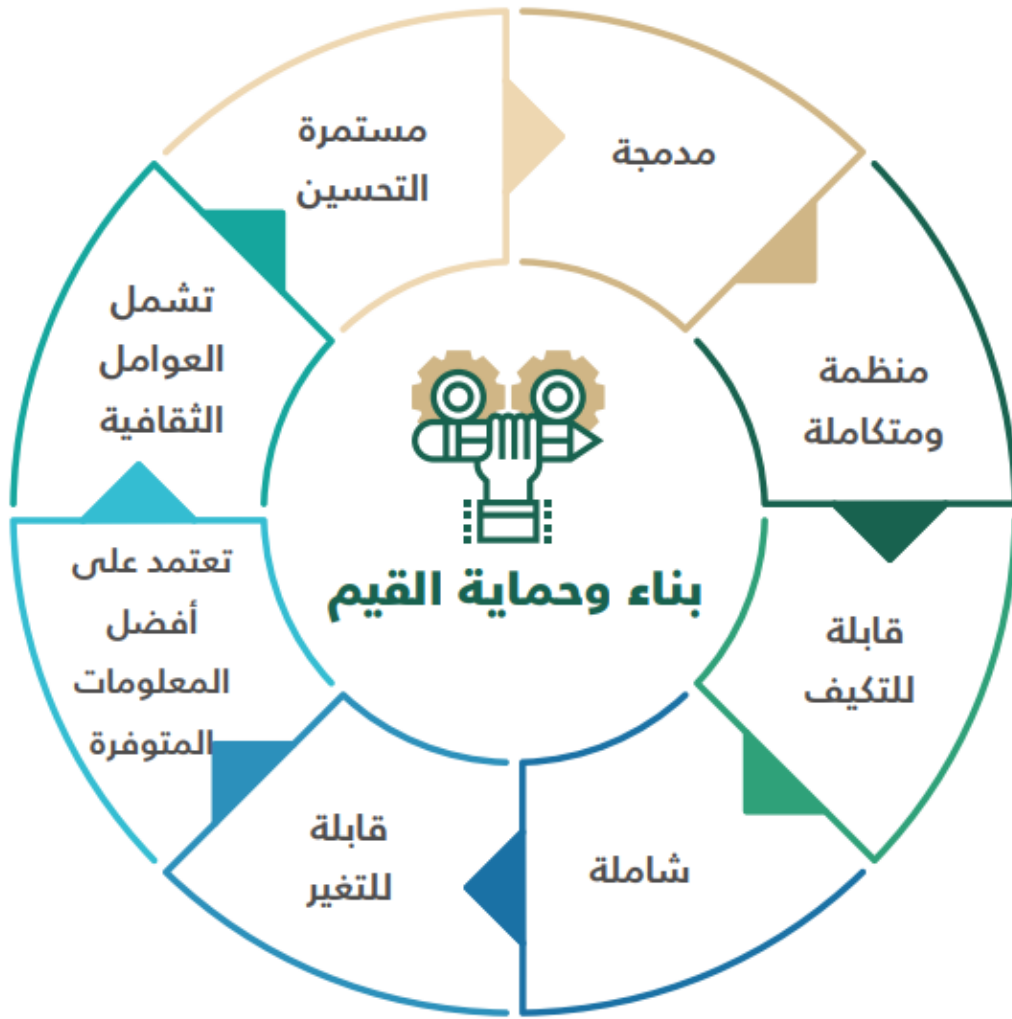 مدمجة
منظمة
ومتكاملة
قابلة
للتكيف
شاملة
قابلة
للتغير
تعتمد على
أفضل
المعلومات
المتوفرة
تشمل
العوامل
الثقافية
مستمرة
التحسين
بناء وحماية القيم